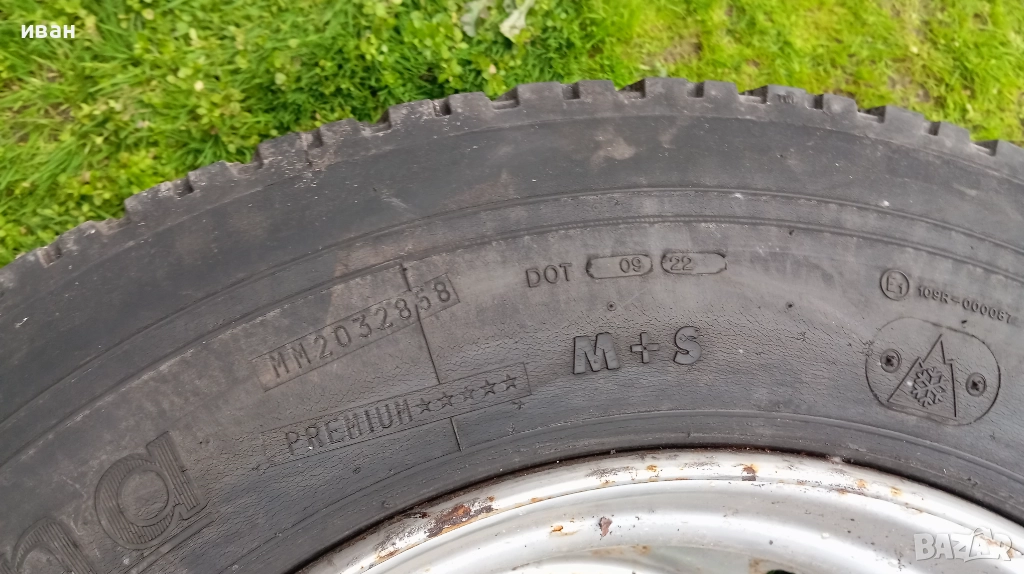 иван
DOT 09 22
E1 109R-000087
MM2032858
M+S
PREMIUM☆☆☆☆☆
BAZAR